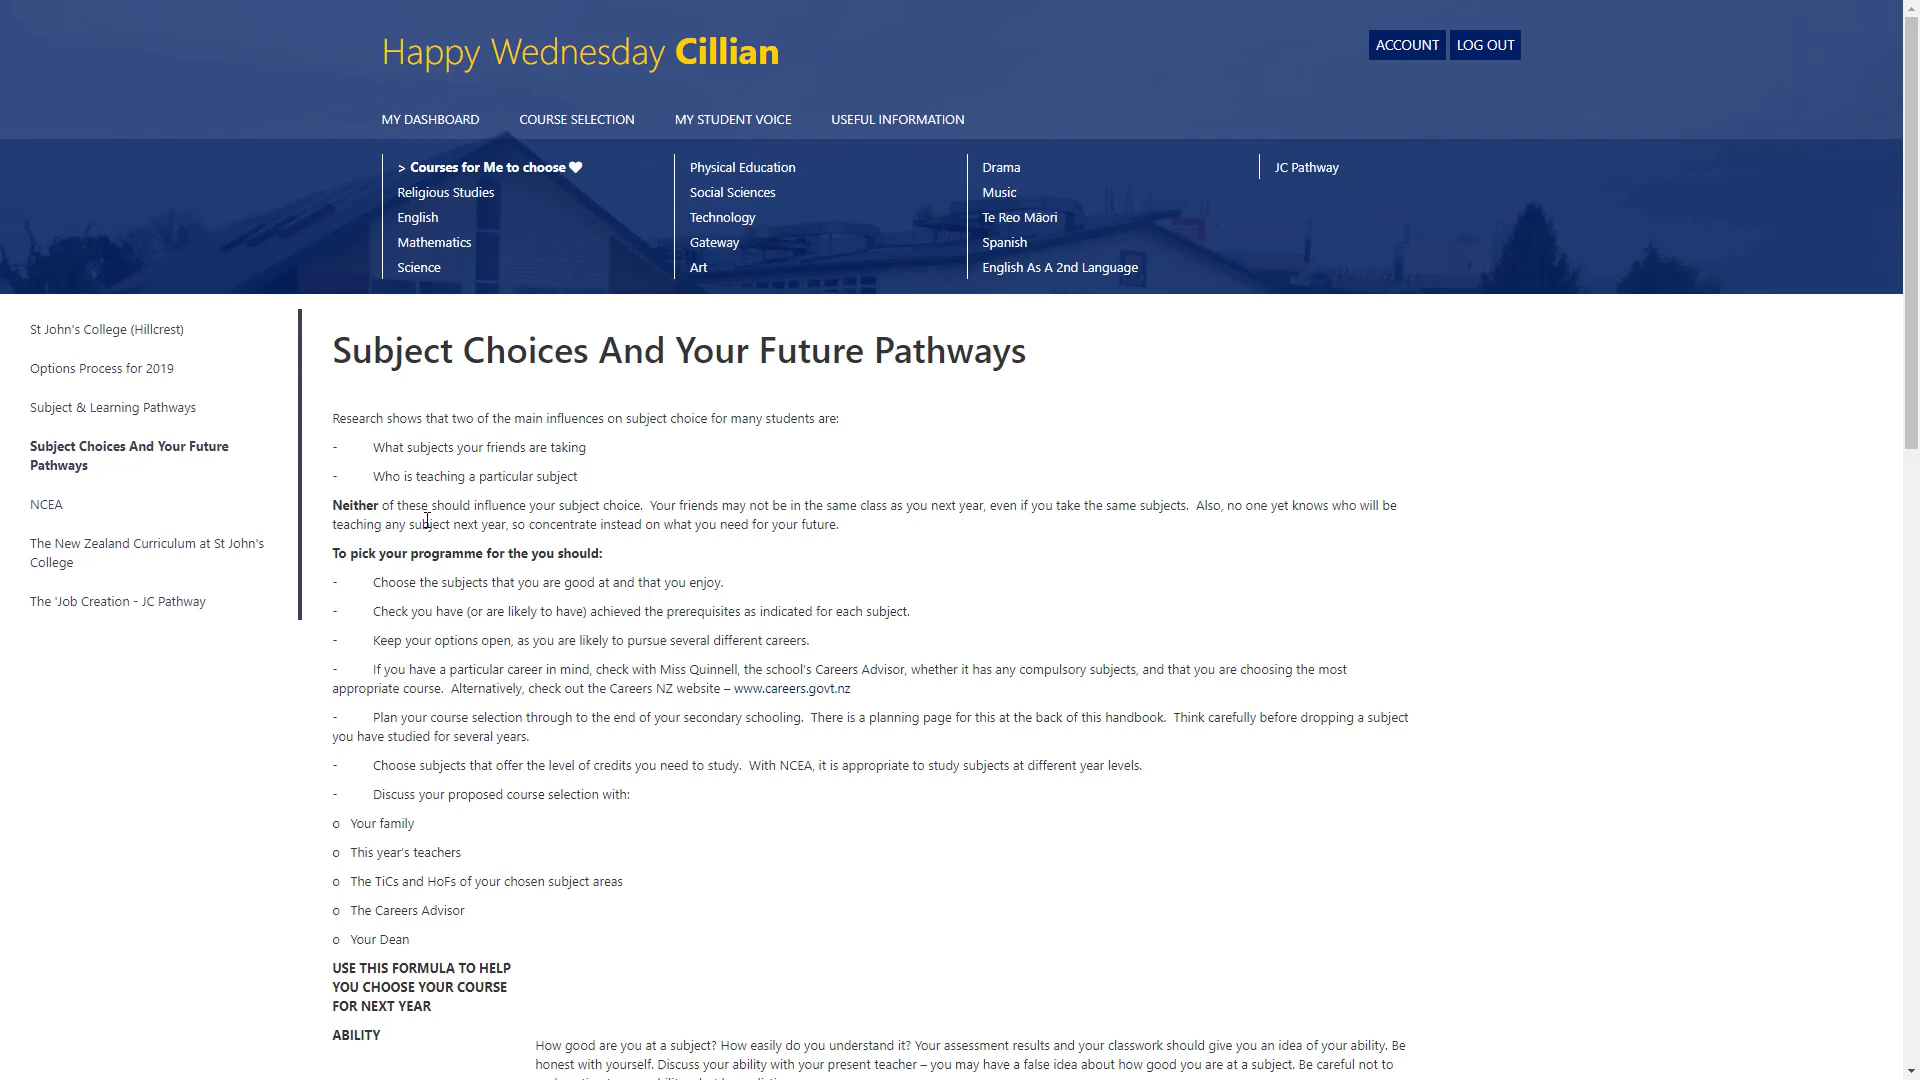 Happy Wednesday Cillian
ACCOUNT
LOG OUT
MY DASHBOARD
COURSE SELECTION
MY STUDENT VOICE
USEFUL INFORMATION
> Courses for Me to choose
Religious Studies
English
Mathematics
Science
Physical Education
Social Sciences
Technology
Gateway
Art
Drama
Music
Te Reo Māori
Spanish
English As A 2nd Language
JC Pathway
St John's College (Hillcrest)
Options Process for 2019
Subject & Learning Pathways
Subject Choices And Your Future
Pathways
NCEA
The New Zealand Curriculum at St John's
College
The 'Job Creation - JC Pathway
Subject Choices And Your Future Pathways
Research shows that two of the main influences on subject choice for many students are:
- What subjects your friends are taking
- Who is teaching a particular subject
Neither of these should influence your subject choice. Your friends may not be in the same class as you next year, even if you take the same subjects. Also, no one yet knows who will be
teaching any subject next year, so concentrate instead on what you need for your future.
To pick your programme for the you should:
- Choose the subjects that you are good at and that you enjoy.
- Check you have (or are likely to have) achieved the prerequisites as indicated for each subject.
- Keep your options open, as you are likely to pursue several different careers.
- If you have a particular career in mind, check with Miss Quinnell, the school's Careers Advisor, whether it has any compulsory subjects, and that you are choosing the most
appropriate course. Alternatively, check out the Careers NZ website – www.careers.govt.nz
- Plan your course selection through to the end of your secondary schooling. There is a planning page for this at the back of this handbook. Think carefully before dropping a subject
you have studied for several years.
- Choose subjects that offer the level of credits you need to study. With NCEA, it is appropriate to study subjects at different year levels.
- Discuss your proposed course selection with:
o Your family
o This year's teachers
o The TiCs and HoFs of your chosen subject areas
o The Careers Advisor
o Your Dean
USE THIS FORMULA TO HELP
YOU CHOOSE YOUR COURSE
FOR NEXT YEAR
ABILITY
How good are you at a subject? How easily do you understand it? Your assessment results and your classwork should give you an idea of your ability. Be
honest with yourself. Discuss your ability with your present teacher – you may have a false idea about how good you are at a subject. Be careful not to